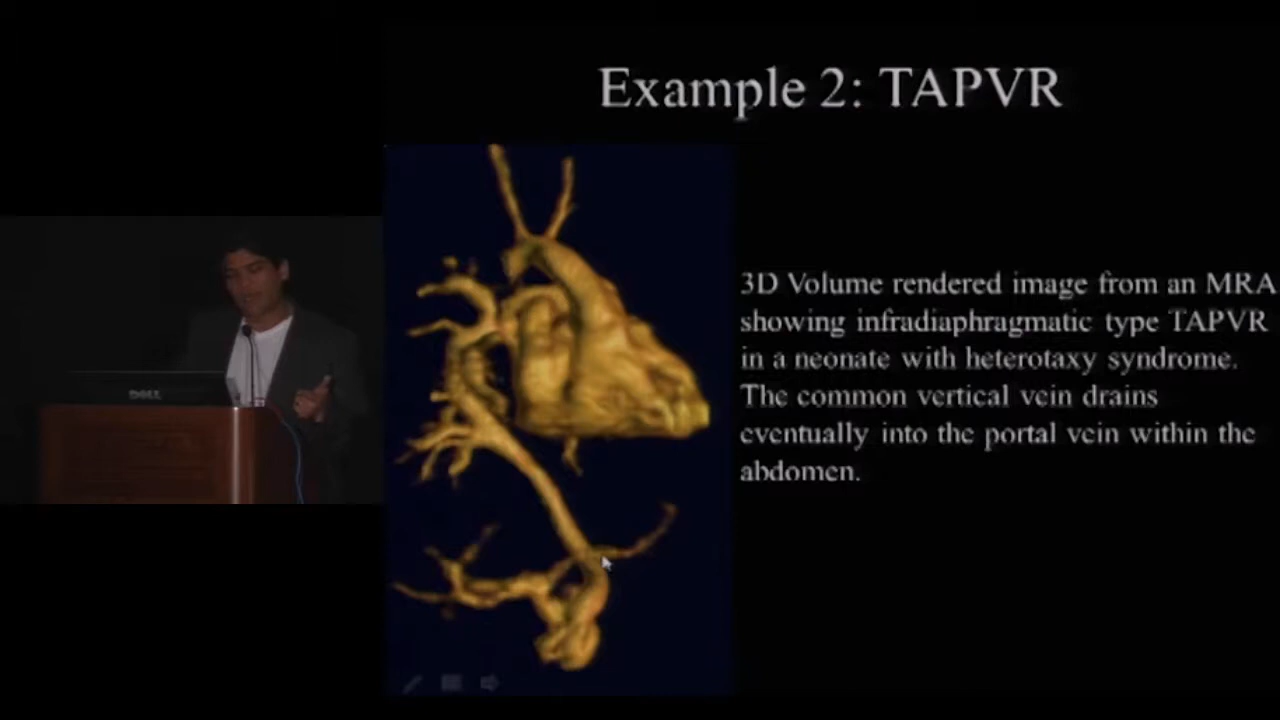 Example 2: TAPVR
3D Volume rendered image from an MRA
showing infradiaphragmatic type TAPVR
in a neonate with heterotaxy syndrome.
The common vertical vein drains
eventually into the portal vein within the
abdomen.
DELL